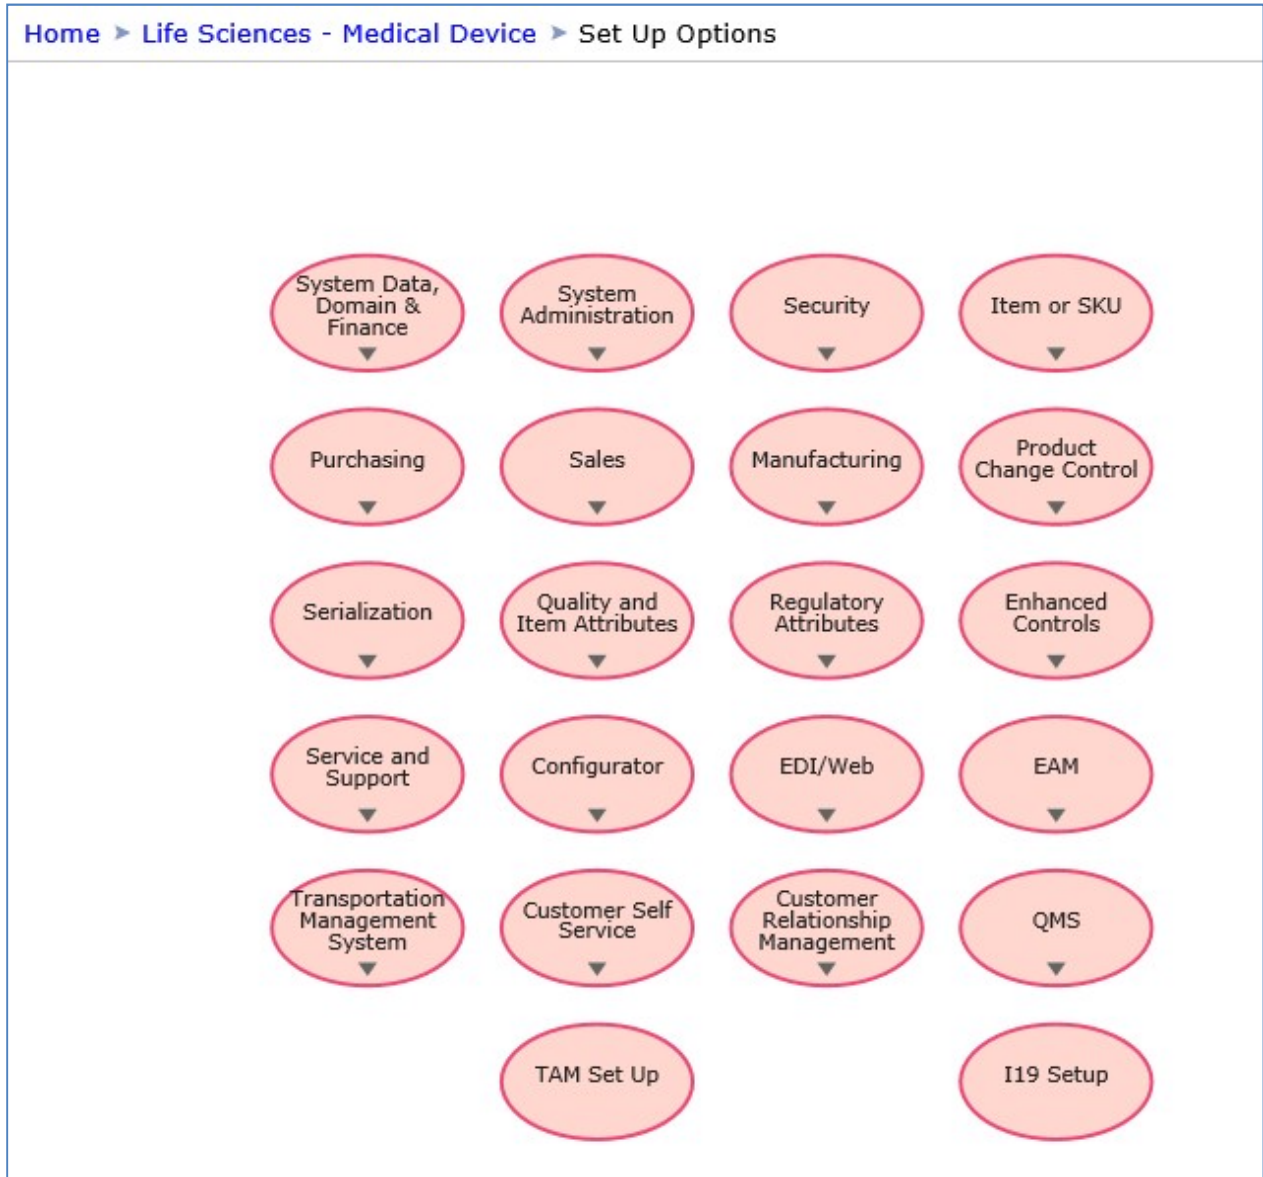 Home ➤ Life Sciences - Medical Device ➤ Set Up Options
System Data,
Domain &
Finance
System
Administration
Security
Item or SKU
Purchasing
Sales
Manufacturing
Product
Change Control
Serialization
Quality and
Item Attributes
Regulatory
Attributes
Enhanced
Controls
Service and
Support
Configurator
EDI/Web
EAM
Transportation
Management
System
Customer Self
Service
Customer
Relationship
Management
QMS
TAM Set Up
I19 Setup